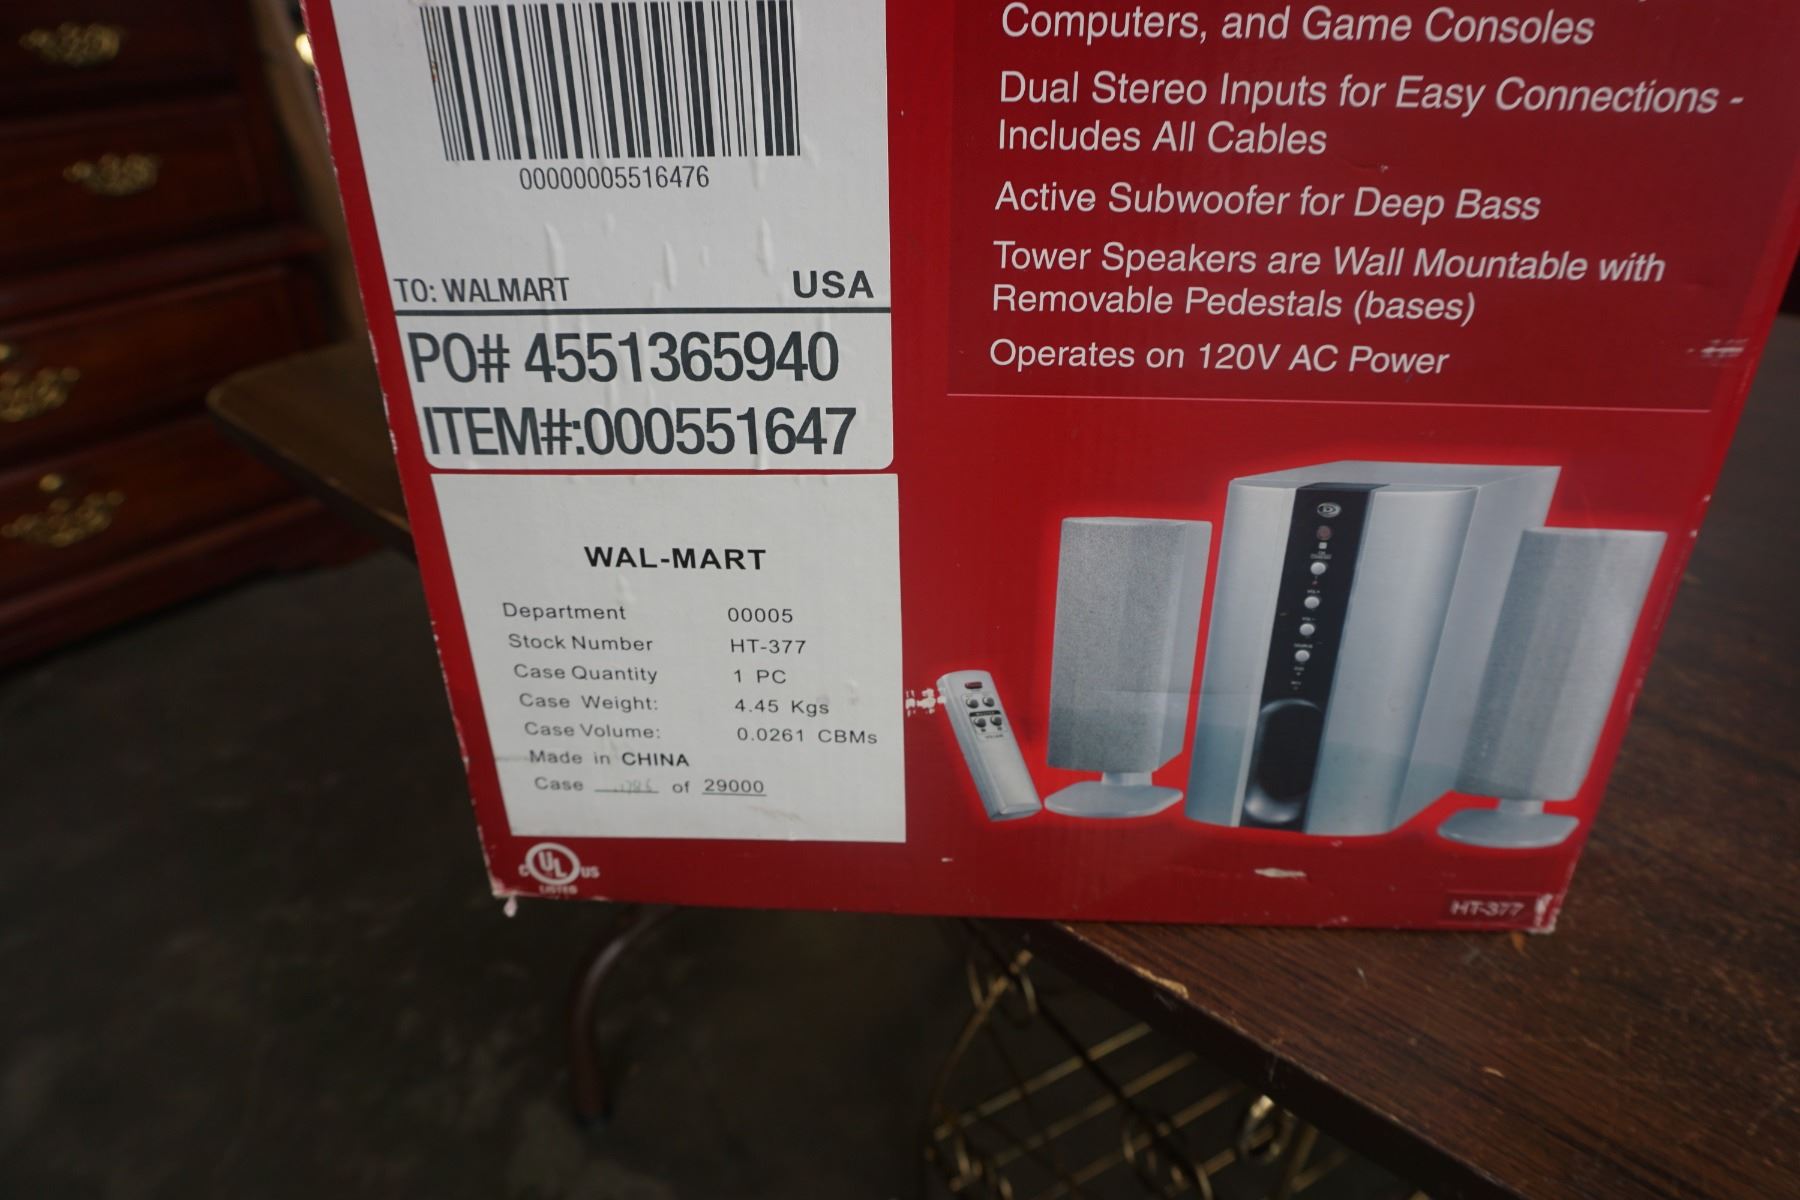 00000005516476
TO: WALMART USA
PO# 4551365940
ITEM#:000551647
WAL-MART
Department 00005
Stock Number HT-377
Case Quantity 1 PC
Case Weight: 4.45 Kgs
Case Volume: 0.0261 CBMs
Made in CHINA
Case of 29000
C UL US
LISTED
Computers, and Game Consoles
Dual Stereo Inputs for Easy Connections -
Includes All Cables
Active Subwoofer for Deep Bass
Tower Speakers are Wall Mountable with
Removable Pedestals (bases)
Operates on 120V AC Power
HT-377